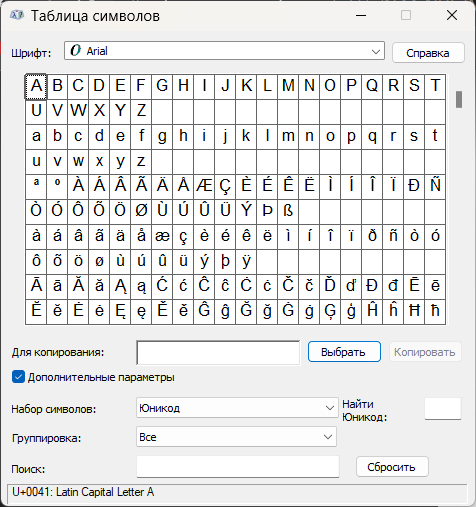 Таблица символов
Шрифт: O Arial Справка
A B C D E F G H I J K L M N O P Q R S T
U V W X Y Z
a b c d e f g h i j k l m n o p q r s t
u v w x y z
ª º À Á Â Ã Ä Å Æ Ç È É Ê Ë Ì Í Î Ï Ð Ñ
Ò Ó Ô Õ Ö Ø Ù Ú Û Ü Ý Þ ß
à á â ã ä å æ ç è é ê ë ì í î ï ð ñ ò ó
ô õ ö ø ù ú û ü ý þ ÿ
Ā ā Ă ă Ą ą Ć ć Ĉ ĉ Ċ ċ Č č Ď ď Đ đ Ē ē
Ĕ ĕ Ė ė Ę ę Ě ě Ĝ ĝ Ğ ğ Ġ ġ Ģ ģ Ĥ ĥ Ħ ħ
Для копирования: Выбрать Копировать
Дополнительные параметры
Набор символов: Юникод Найти Юникод:
Группировка: Все
Поиск: Сбросить
U+0041: Latin Capital Letter A